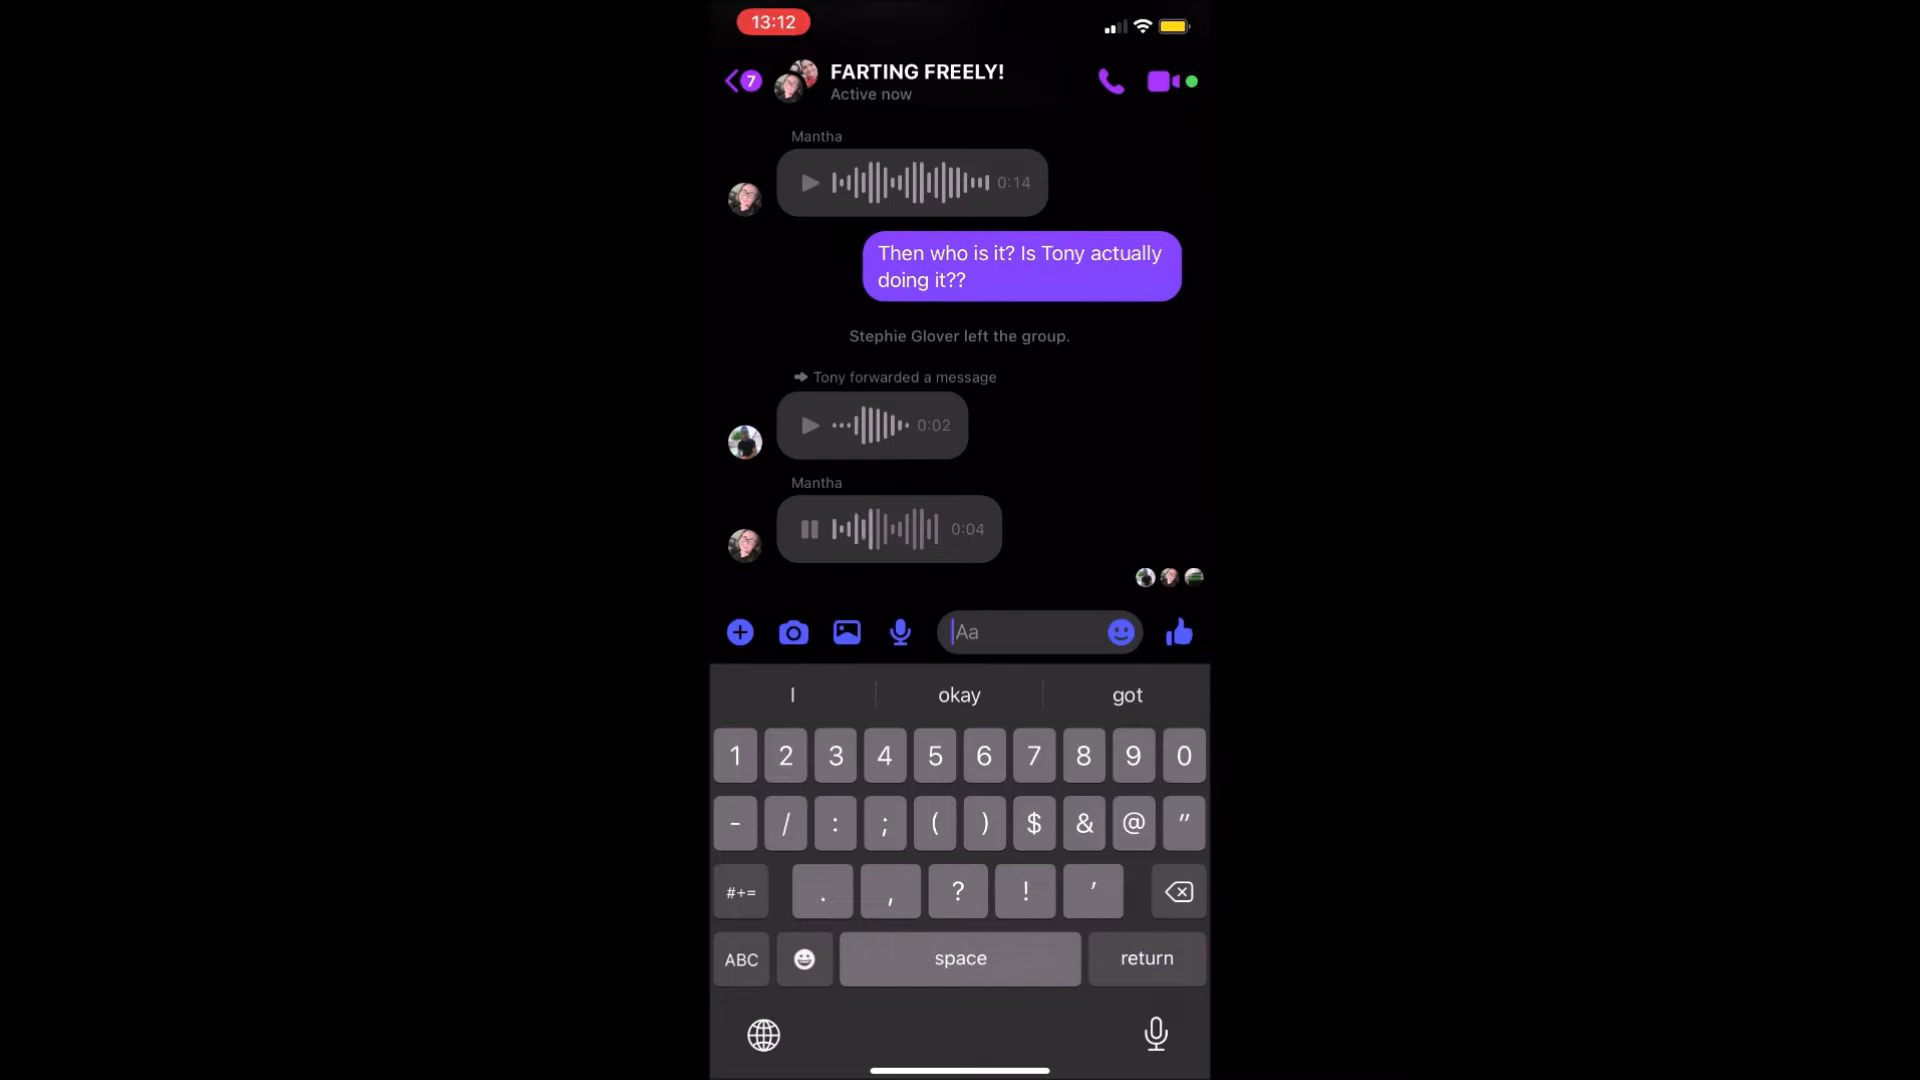 13:12
7
FARTING FREELY!
Active now
Mantha
0:14
Then who is it? Is Tony actually
doing it??
Stephie Glover left the group.
Tony forwarded a message
0:02
Mantha
0:04
Aa
I okay got
1 2 3 4 5 6 7 8 9 0
- / : ; ( ) $ & @ "
#+= . , ? ! '
ABC space return